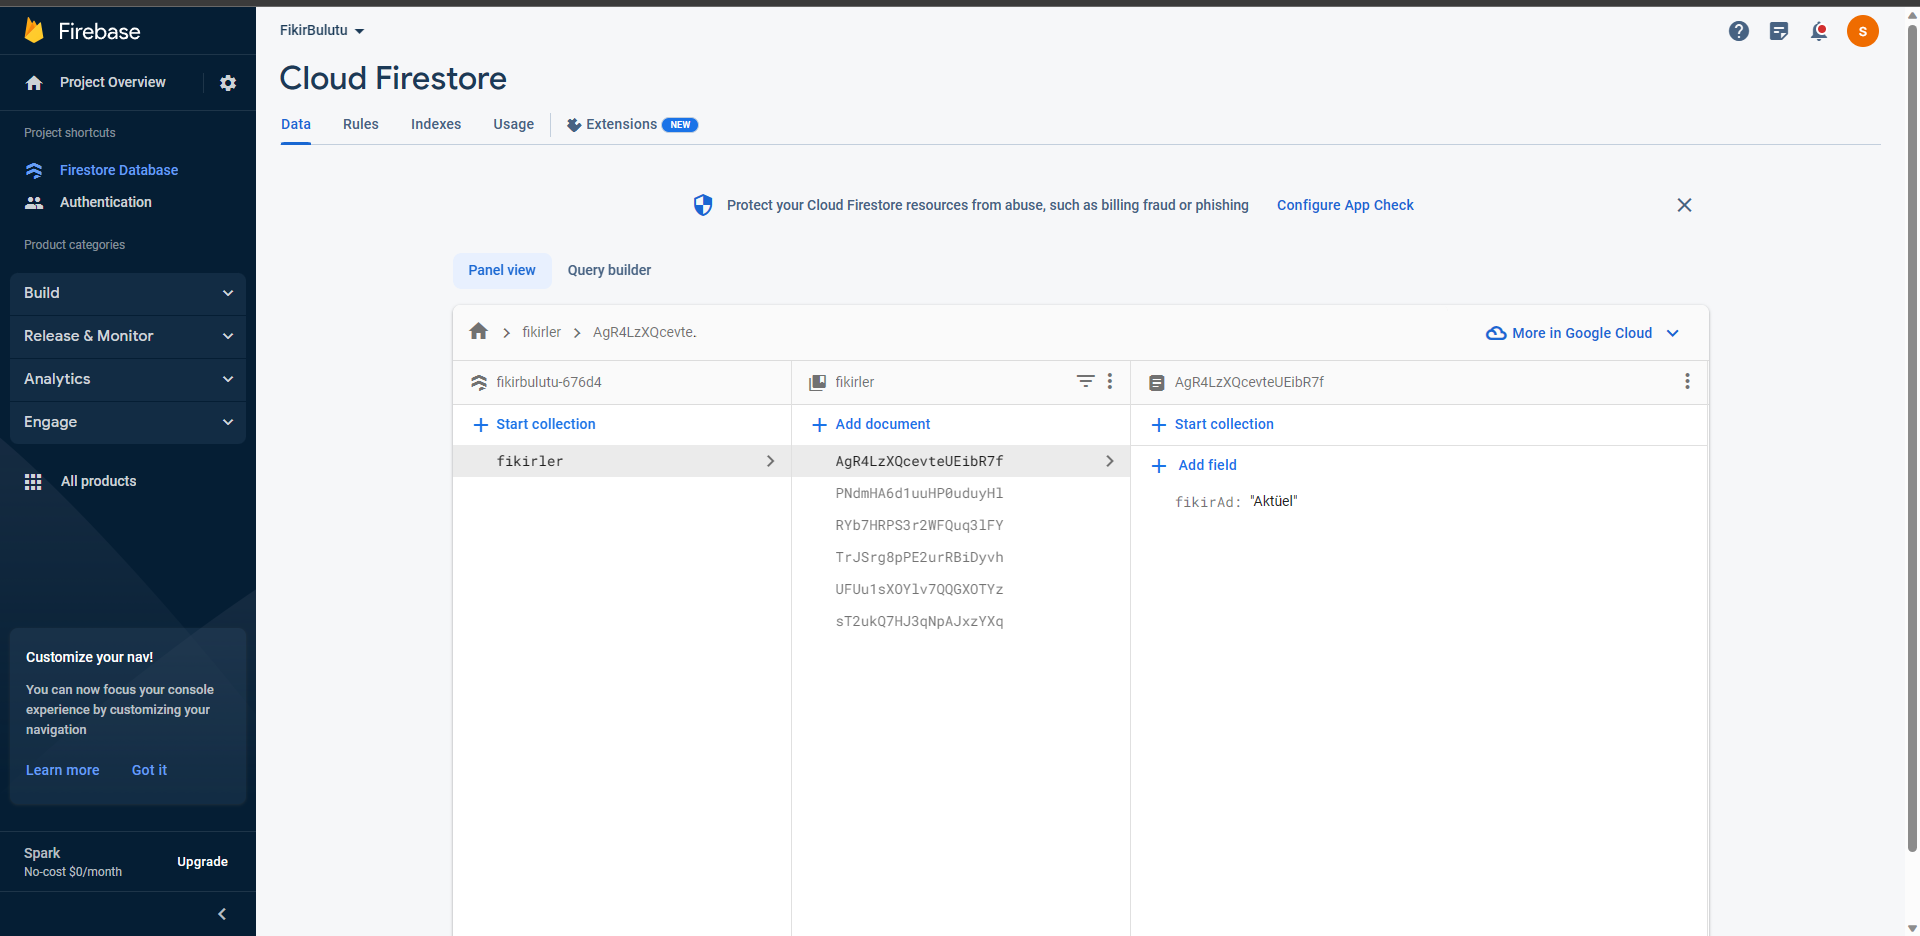 Firebase
FikirBulutu
S
Project Overview
Cloud Firestore
Project shortcuts
Data Rules Indexes Usage Extensions NEW
Firestore Database
Authentication
Protect your Cloud Firestore resources from abuse, such as billing fraud or phishing Configure App Check
Product categories
Panel view Query builder
Build
Release & Monitor
Analytics
Engage
All products
fikirler AgR4LzXQcevte.
More in Google Cloud
fikirbulutu-676d4
fikirler
AgR4LzXQcevteUEibR7f
Start collection
Add document
Start collection
fikirler
AgR4LzXQcevteUEibR7f
PNdmHA6d1uuHP0uduyHl
RYb7HRPS3r2WFQuq3lFY
TrJSrg8pPE2urRBiDyvh
UFUu1sXOYlv7QQGXOTYz
sT2ukQ7HJ3qNpAJxzYXq
Add field
fikirAd: "Aktüel"
Customize your nav!
You can now focus your console
experience by customizing your
navigation
Learn more Got it
Spark
No-cost $0/month
Upgrade